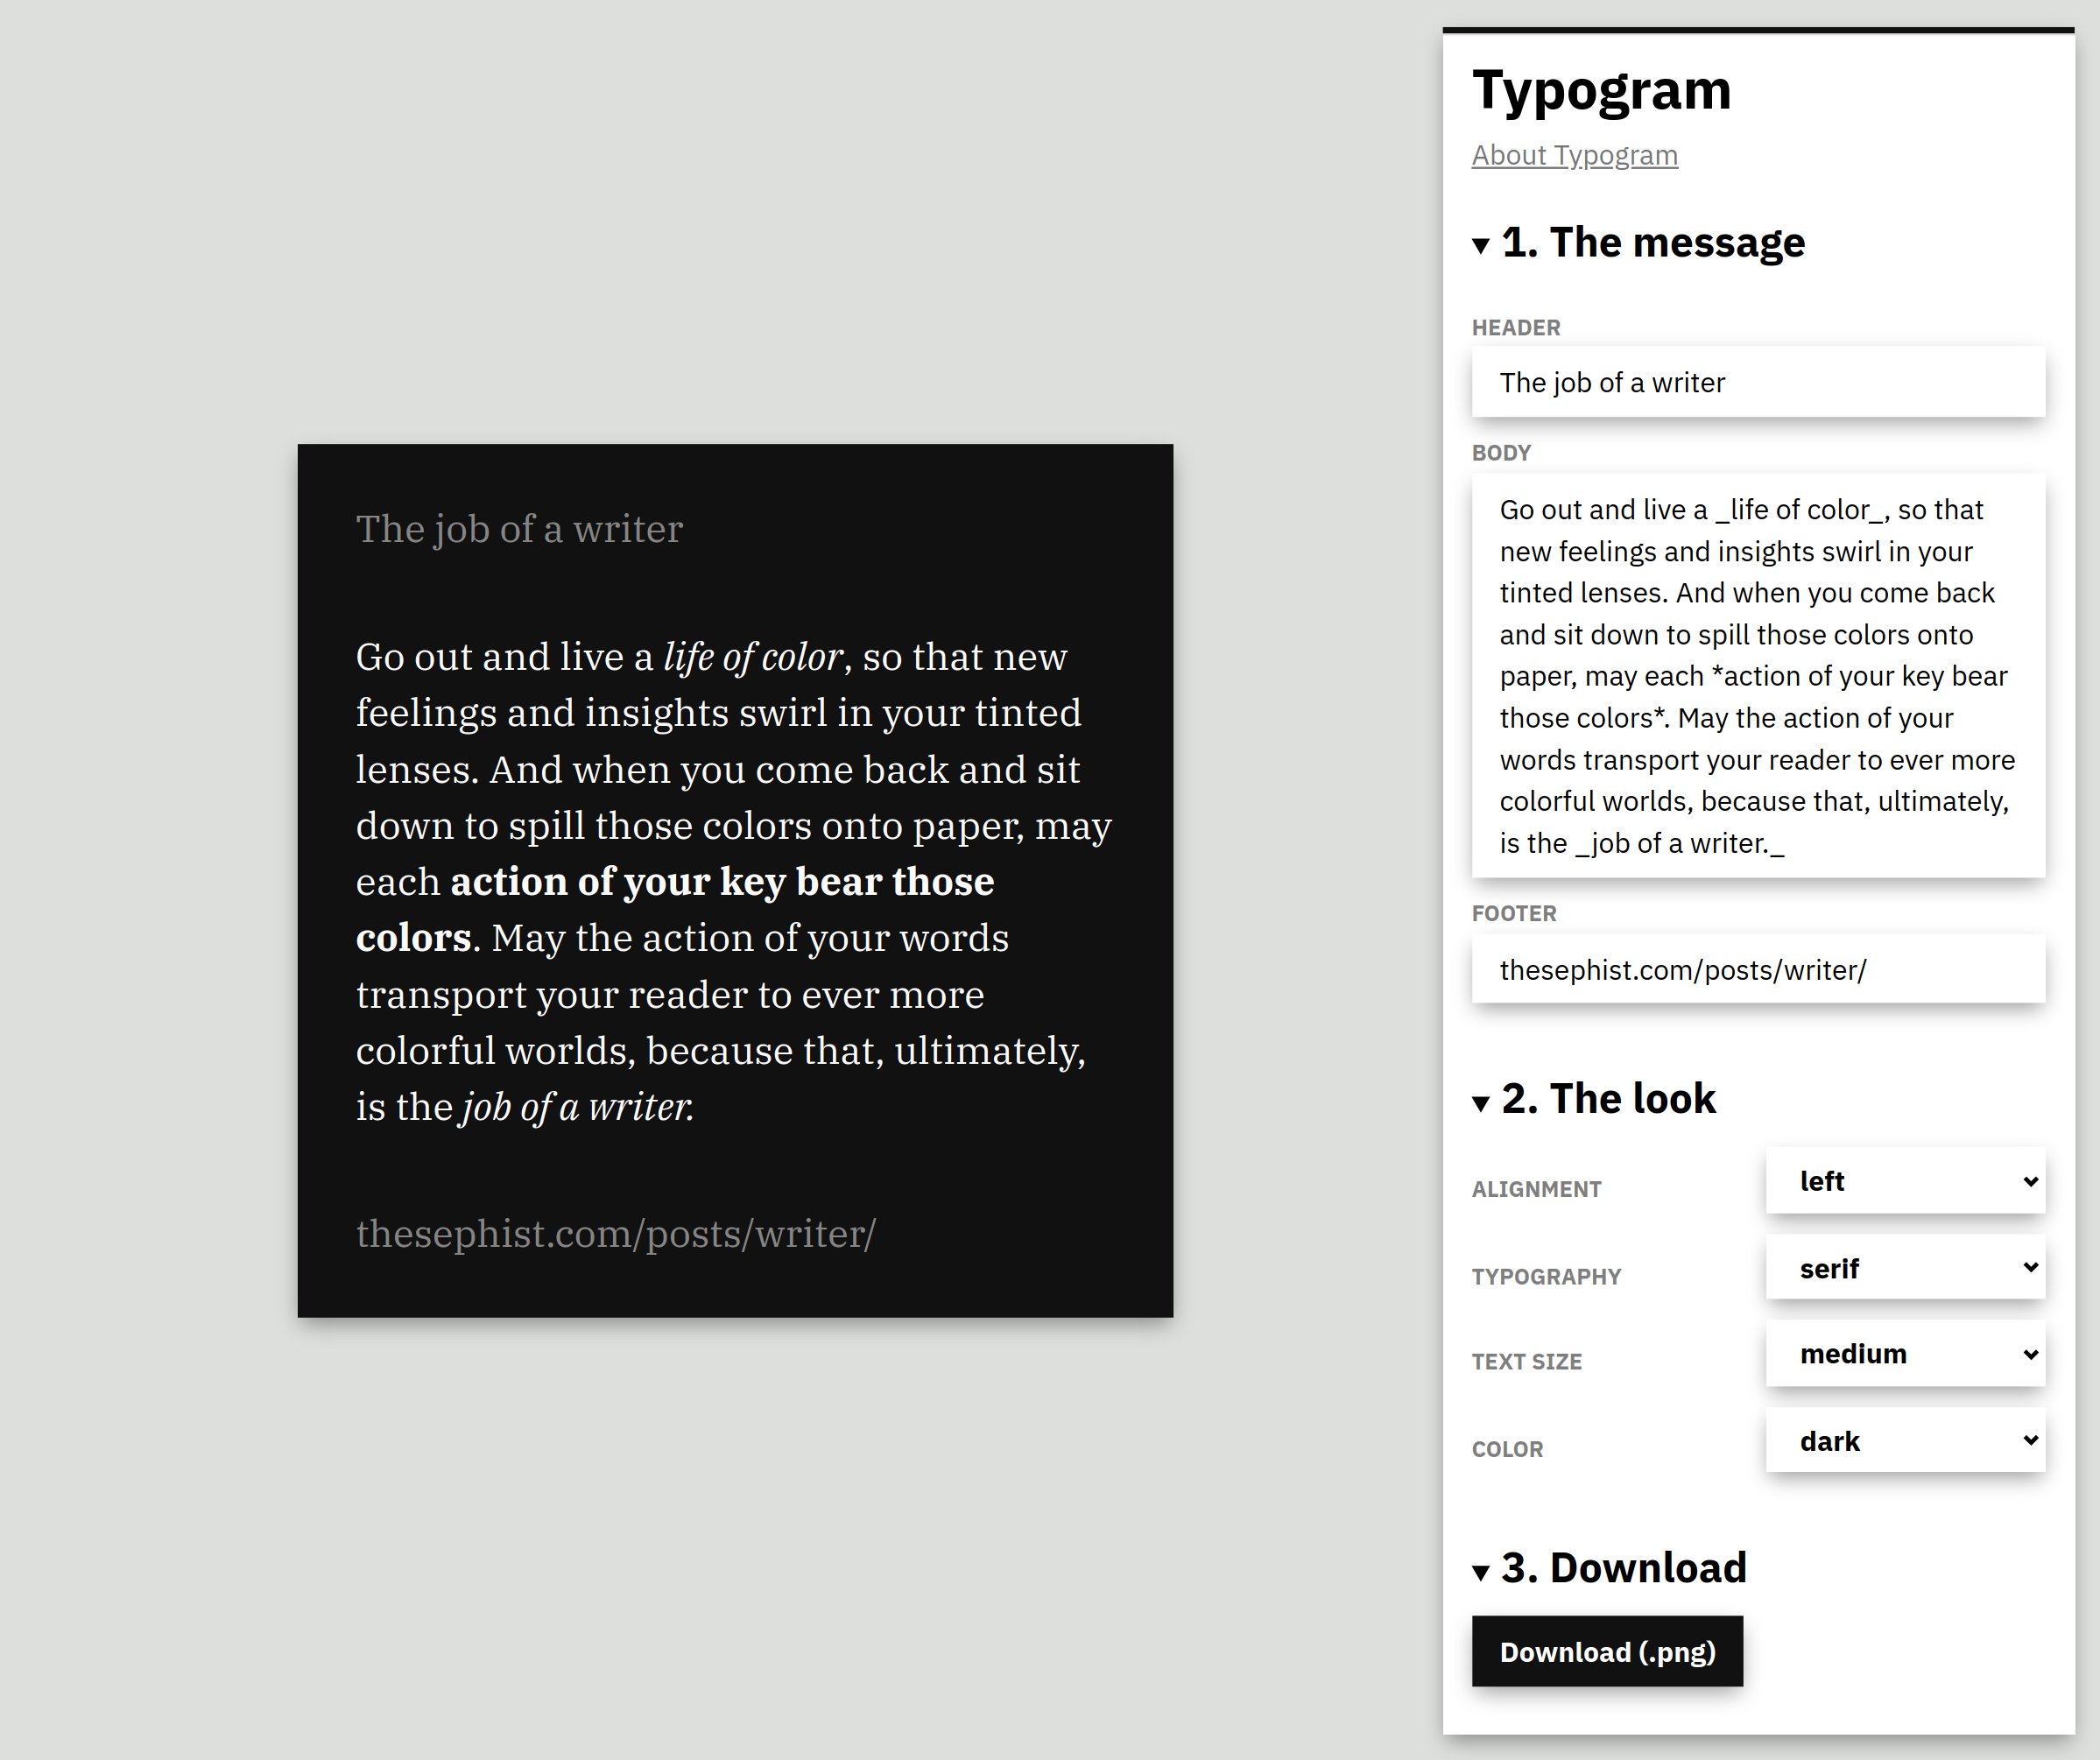 The job of a writer
Go out and live a life of color, so that new
feelings and insights swirl in your tinted
lenses. And when you come back and sit
down to spill those colors onto paper, may
each action of your key bear those
colors. May the action of your words
transport your reader to ever more
colorful worlds, because that, ultimately,
is the job of a writer.
thesephist.com/posts/writer/
Typogram
About Typogram
1. The message
HEADER
The job of a writer
BODY
Go out and live a _life of color_, so that
new feelings and insights swirl in your
tinted lenses. And when you come back
and sit down to spill those colors onto
paper, may each *action of your key bear
those colors*. May the action of your
words transport your reader to ever more
colorful worlds, because that, ultimately,
is the _job of a writer._
FOOTER
thesephist.com/posts/writer/
2. The look
ALIGNMENT
left
TYPOGRAPHY
serif
TEXT SIZE
medium
COLOR
dark
3. Download
Download (.png)